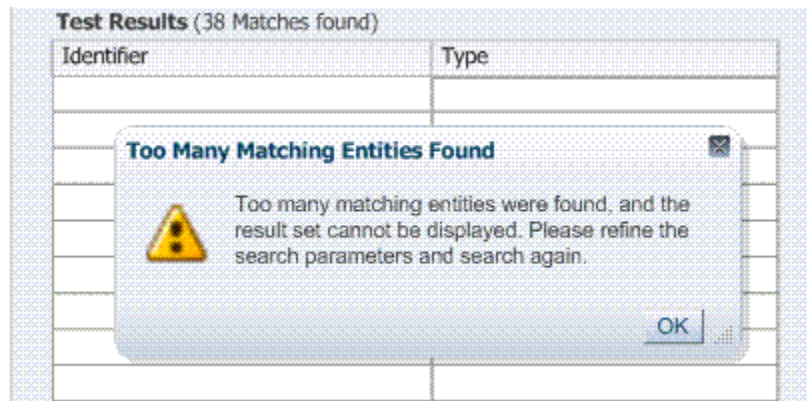 Test Results (38 Matches found)
Identifier Type
Too Many Matching Entities Found
Too many matching entities were found, and the
result set cannot be displayed. Please refine the
search parameters and search again.
OK